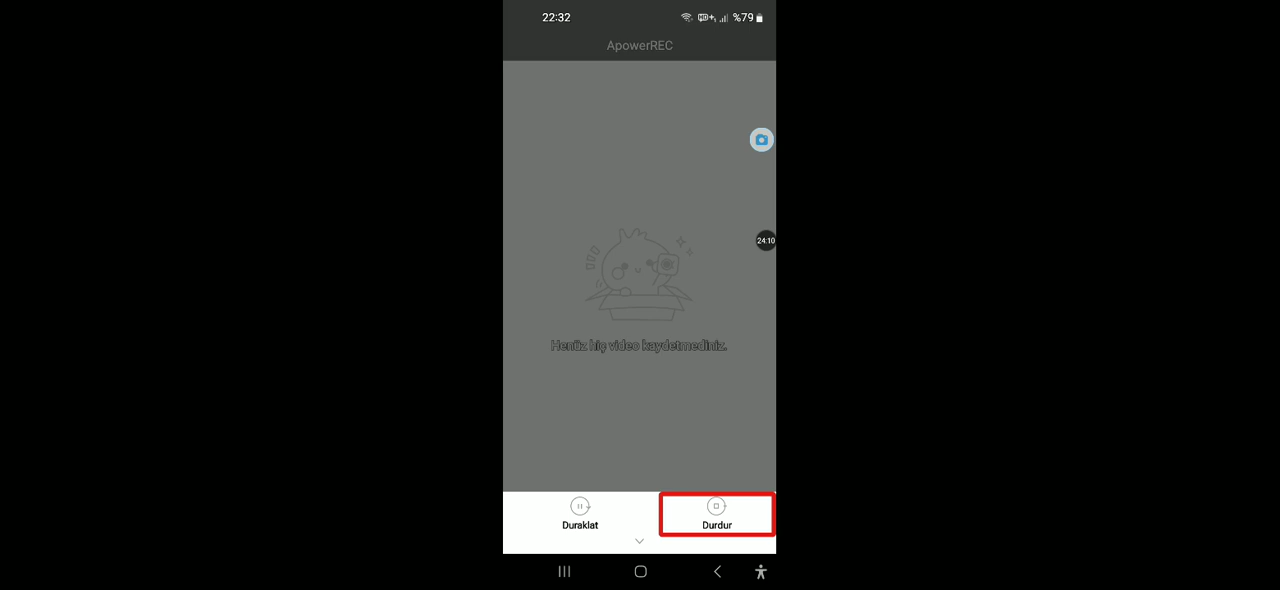 22:32
%79
ApowerREC
24:10
Henüz hiç video kaydetmediniz.
Duraklat
Durdur